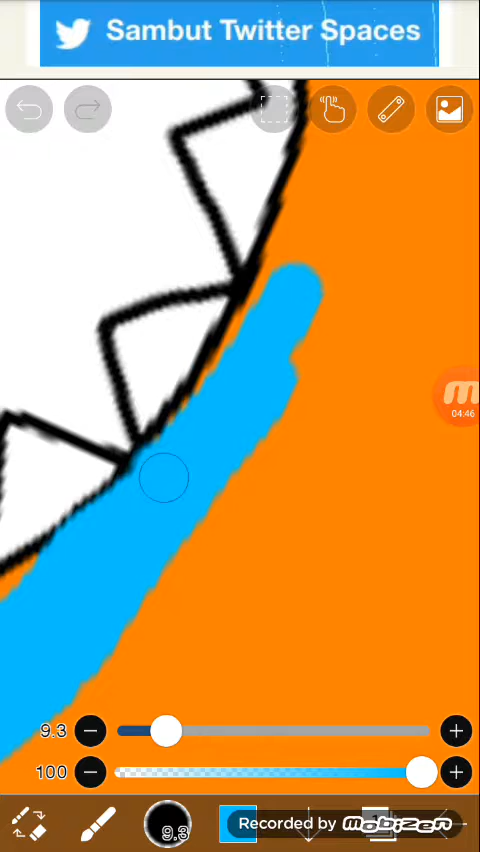 Sambut Twitter Spaces
04:46
9.3
100
9.3
Recorded by mobizen